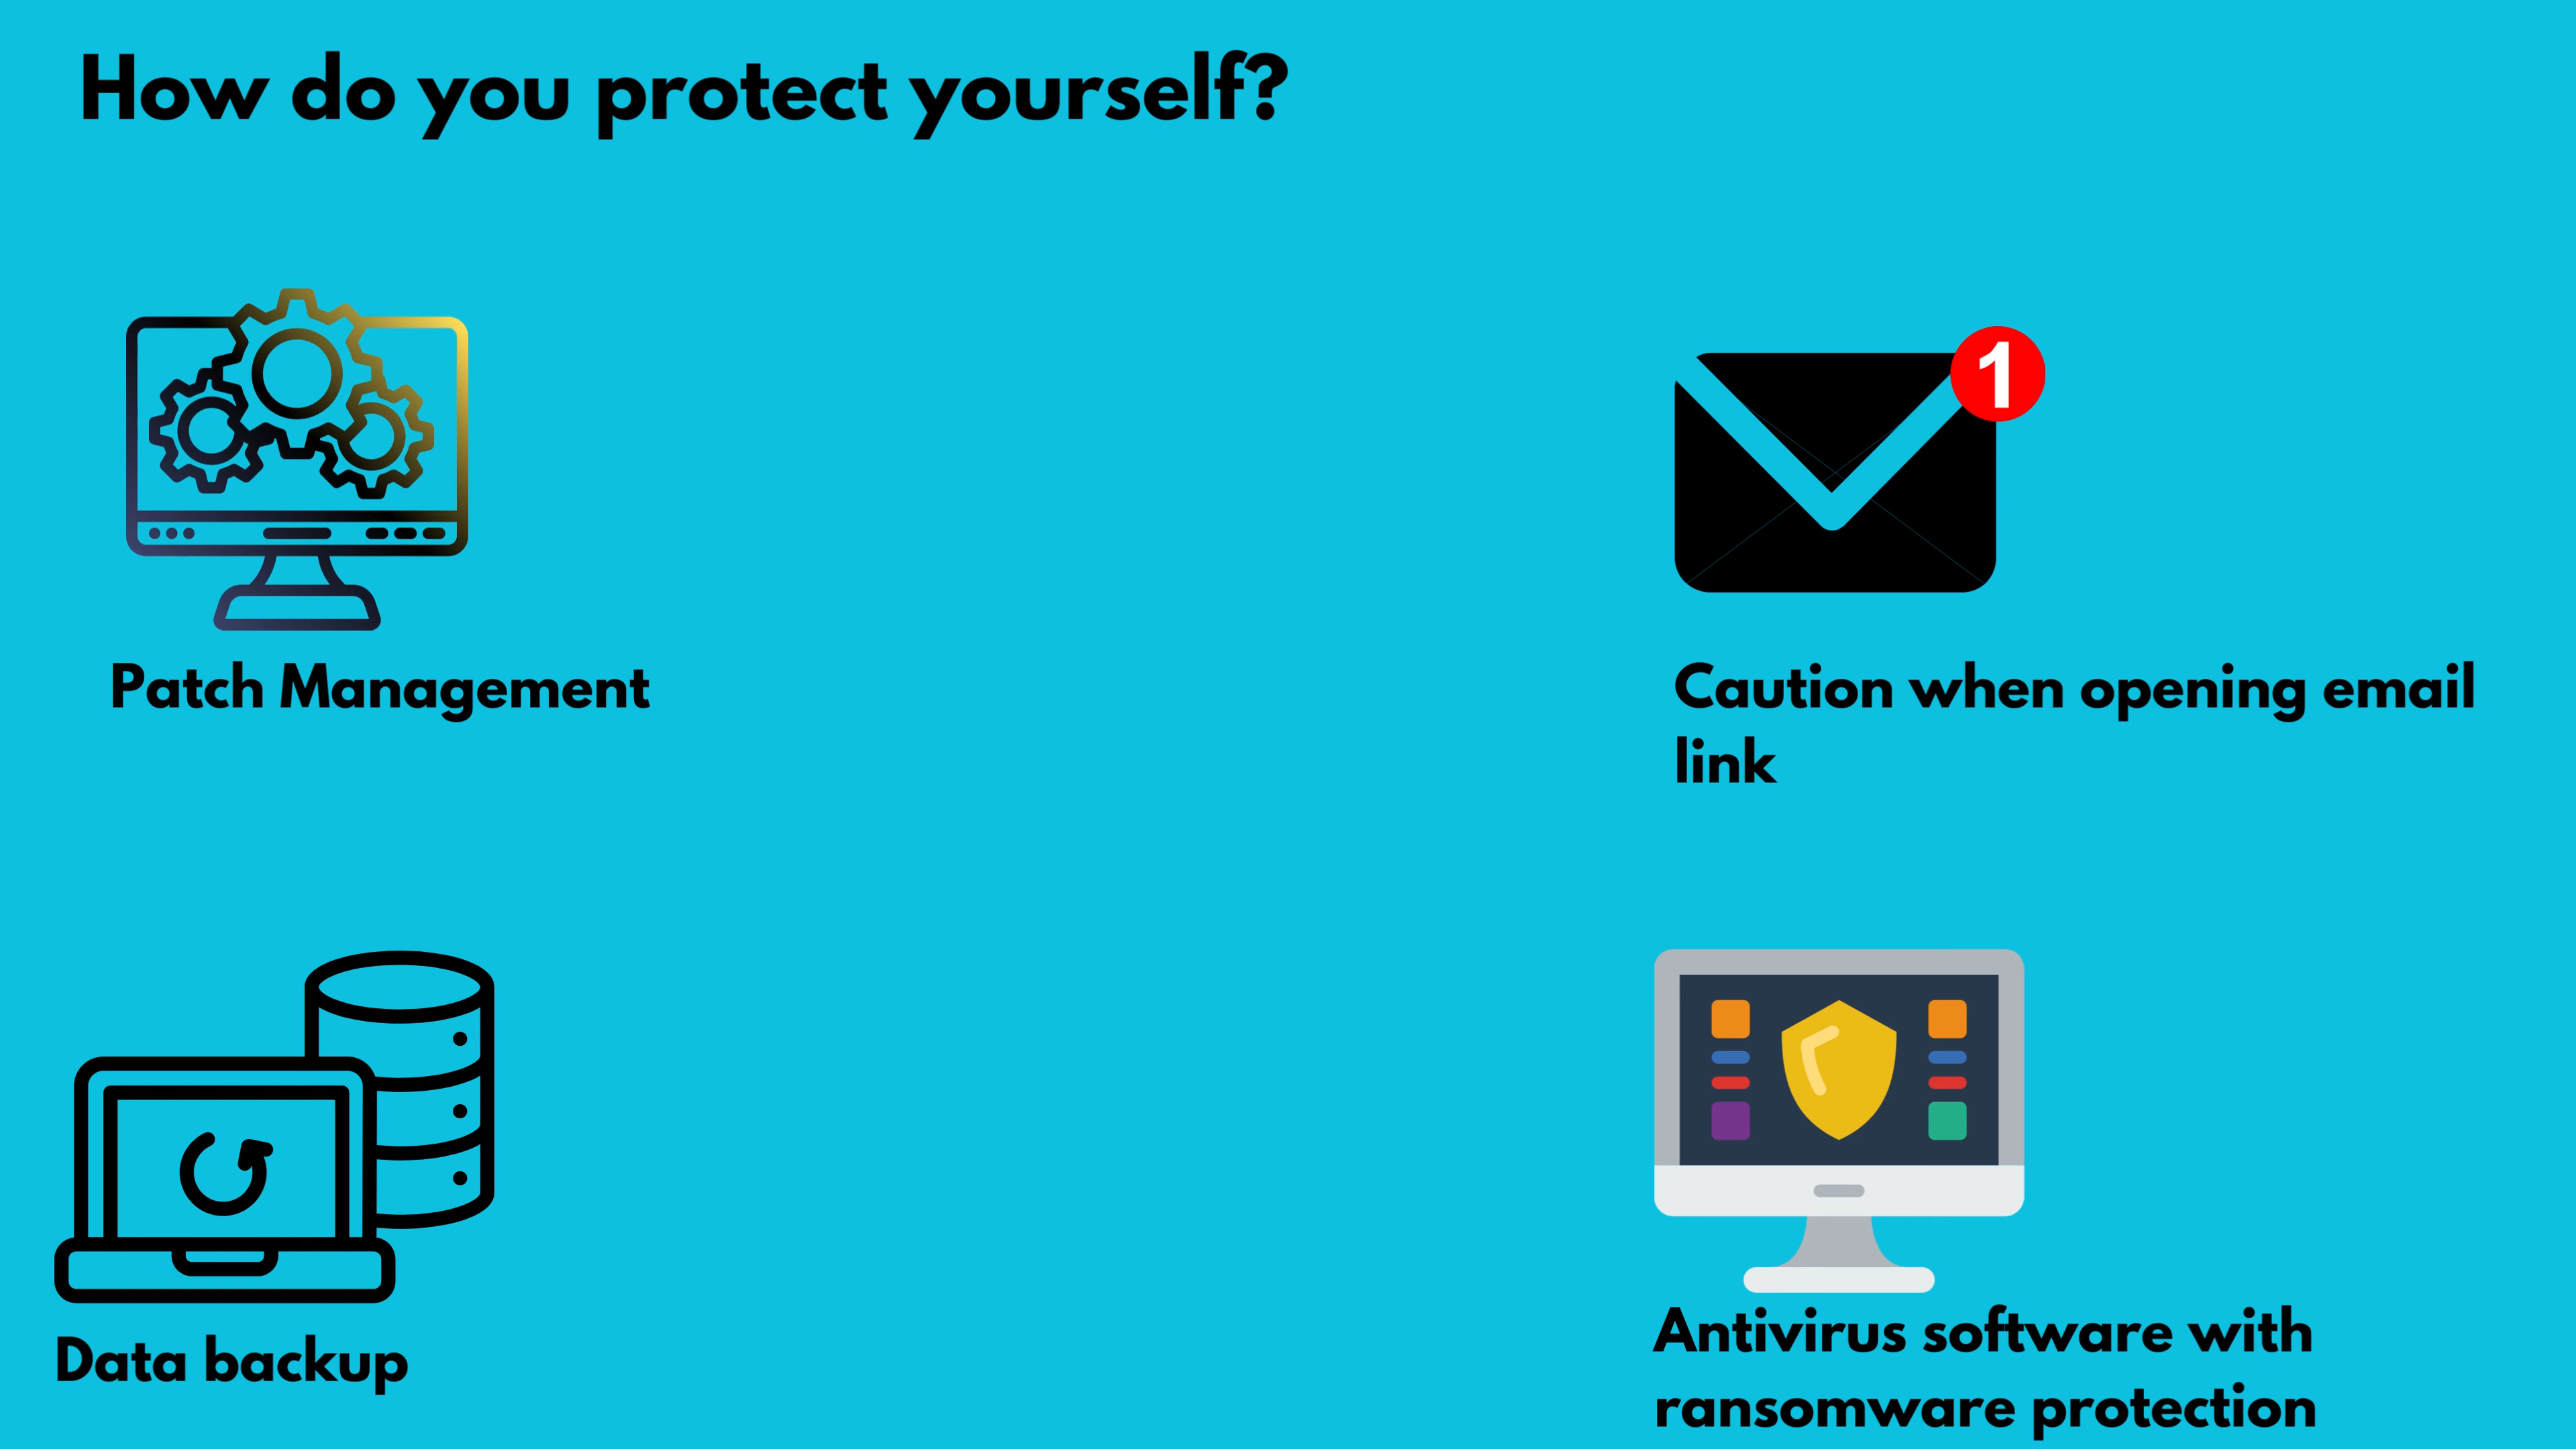 How do you protect yourself?
1
Patch Management
Caution when opening email
link
Data backup
Antivirus software with
ransomware protection